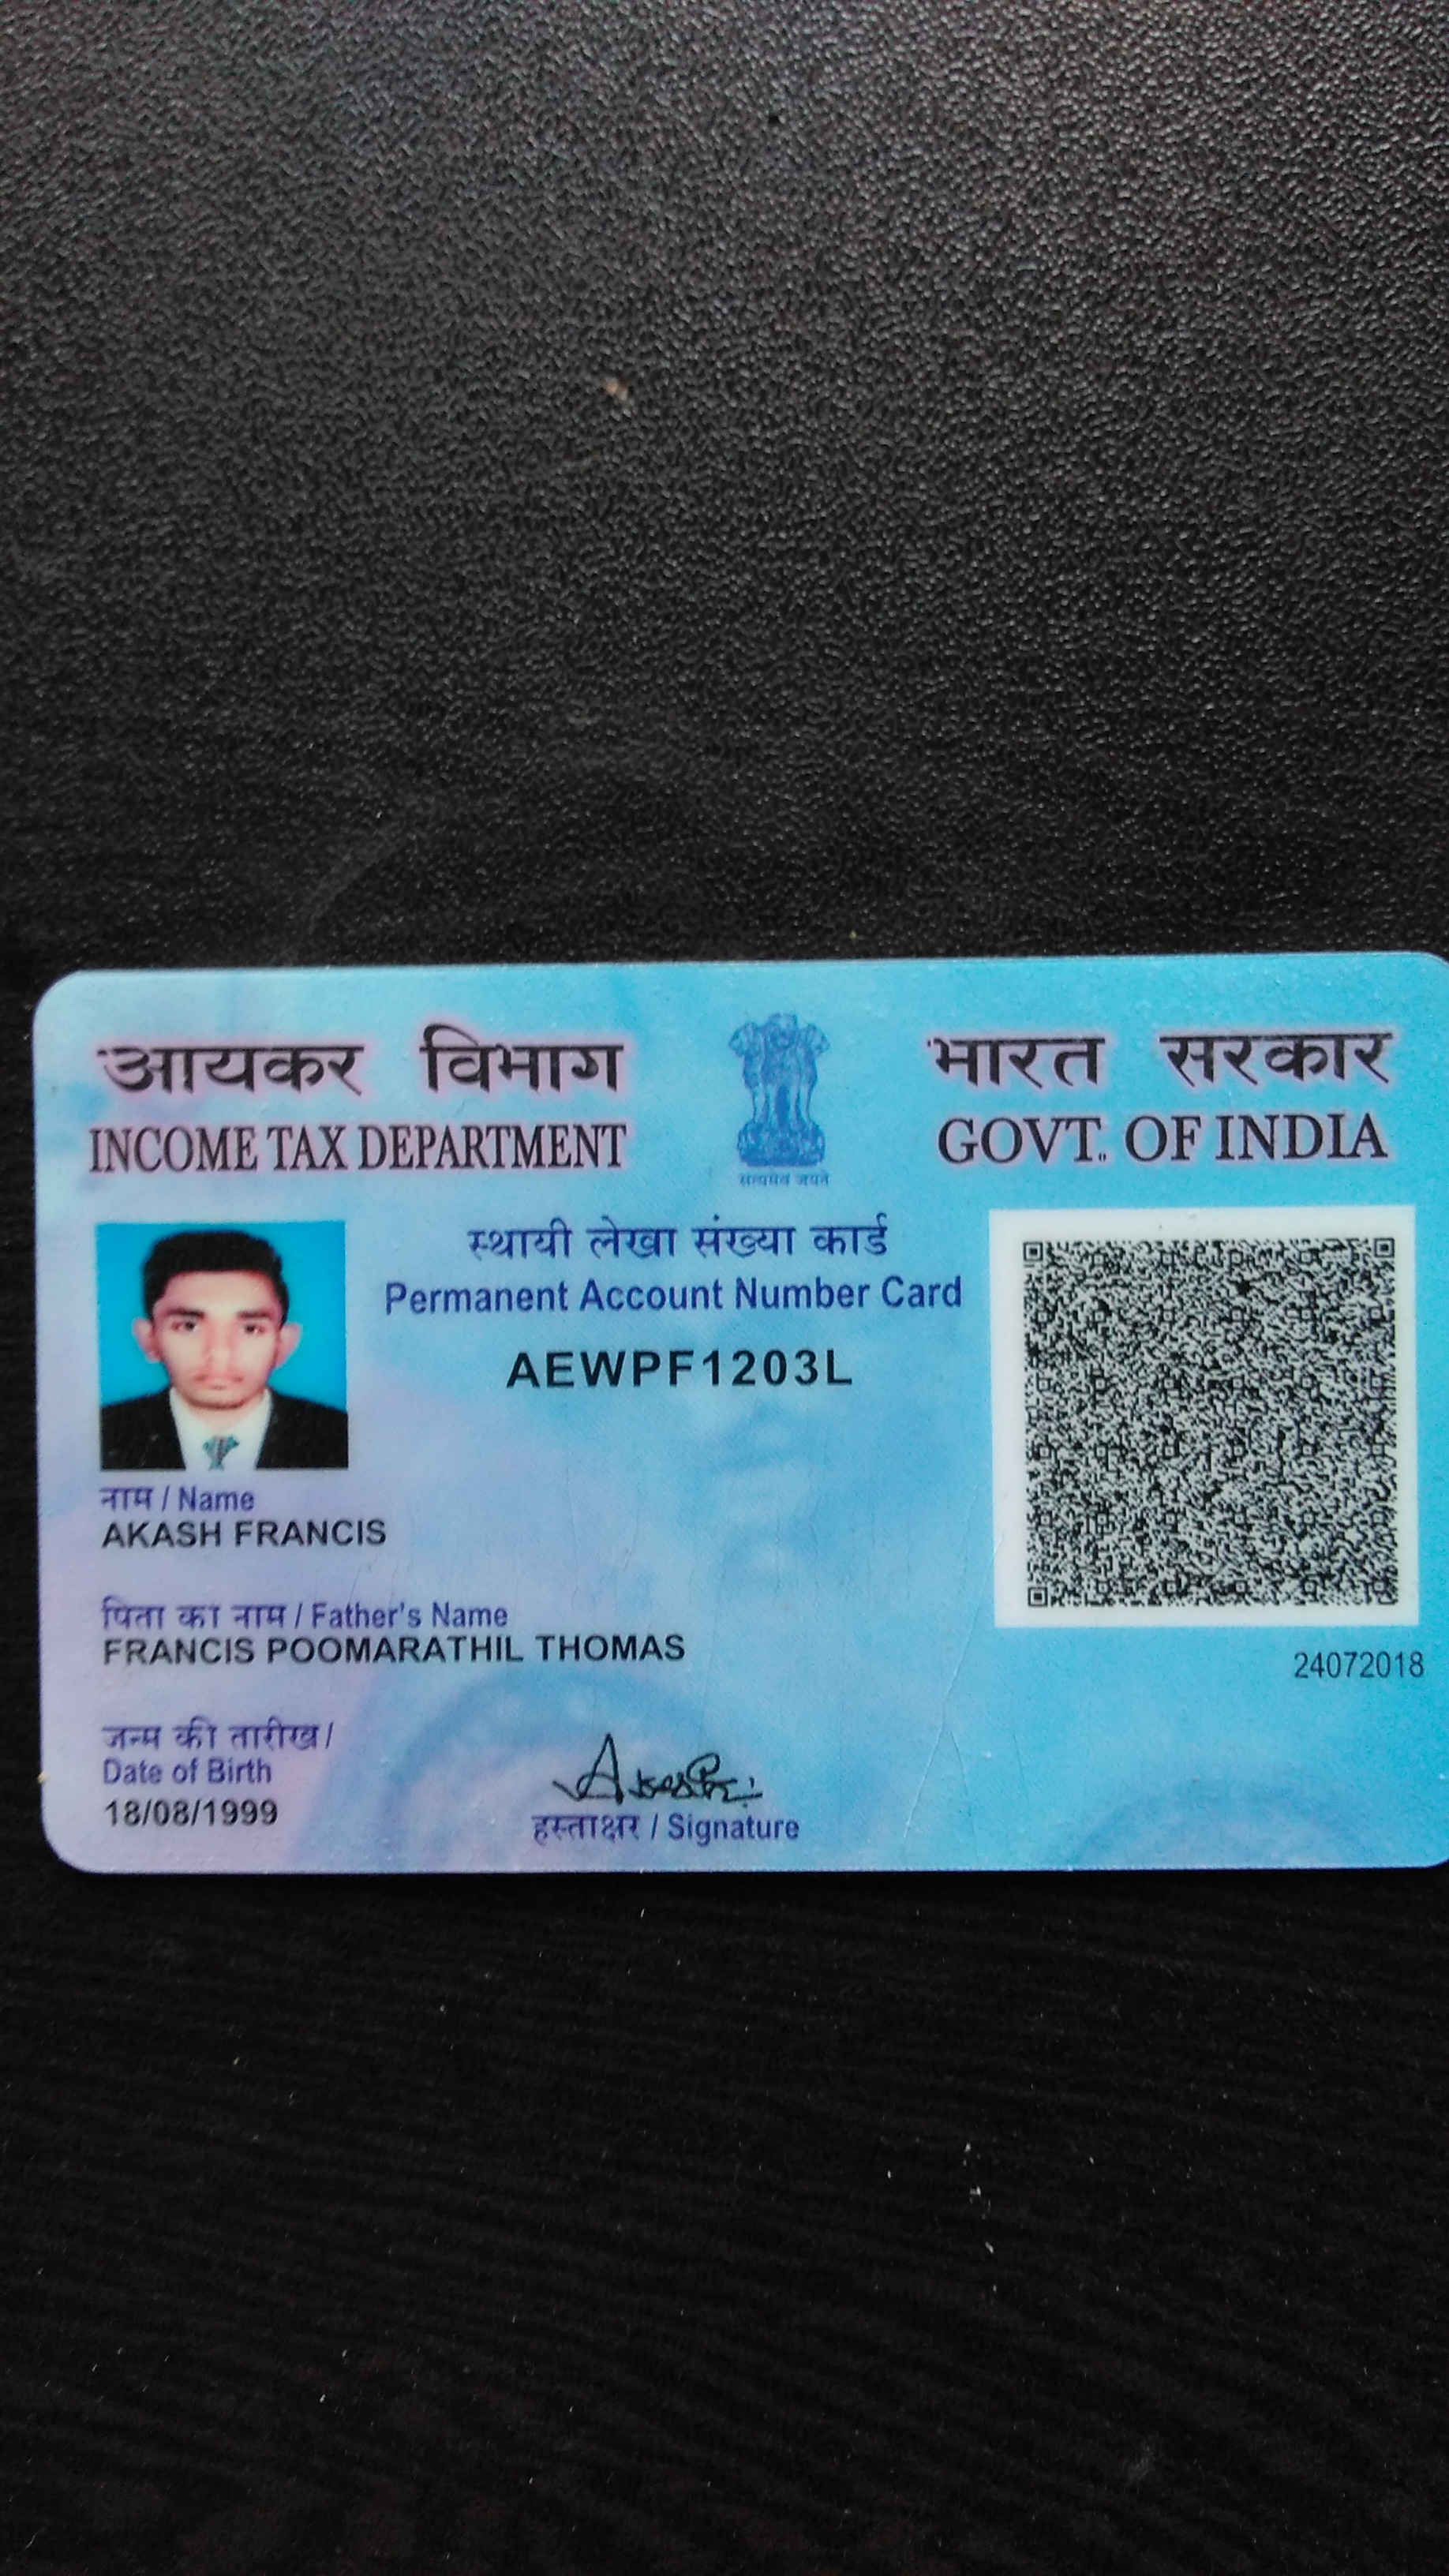 आयकर विभाग
INCOME TAX DEPARTMENT
सत्यमेव जयते
भारत सरकार
GOVT. OF INDIA
स्थायी लेखा संख्या कार्ड
Permanent Account Number Card
AEWPF1203L
नाम / Name
AKASH FRANCIS
पिता का नाम / Father's Name
FRANCIS POOMARATHIL THOMAS
24072018
जन्म की तारीख /
Date of Birth
18/08/1999
हस्ताक्षर / Signature